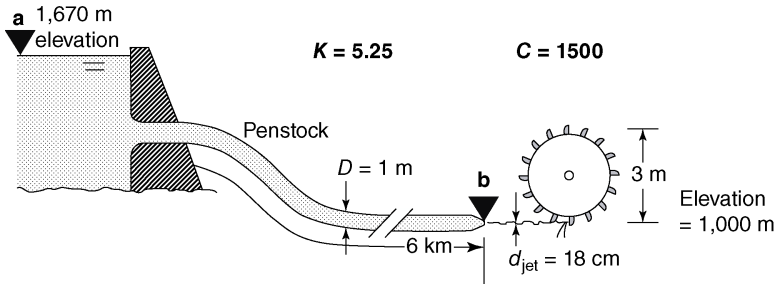 a 1,670 m
elevation
K = 5.25
C = 1500
Penstock
D = 1 m
b
3 m
Elevation
= 1,000 m
6 km
d_jet = 18 cm